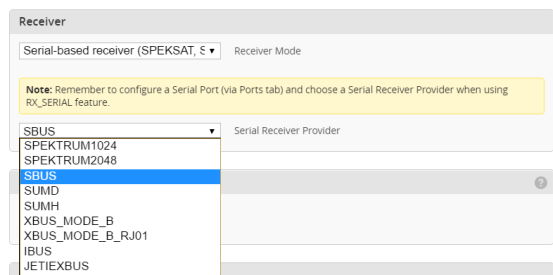 Receiver
Serial-based receiver (SPEKSAT, S
Receiver Mode
Note: Remember to configure a Serial Port (via Ports tab) and choose a Serial Receiver Provider when using
RX_SERIAL feature.
SBUS
Serial Receiver Provider
SPEKTRUM1024
SPEKTRUM2048
SBUS
SUMD
SUMH
XBUS_MODE_B
XBUS_MODE_B_RJ01
IBUS
JETIEXBUS
?